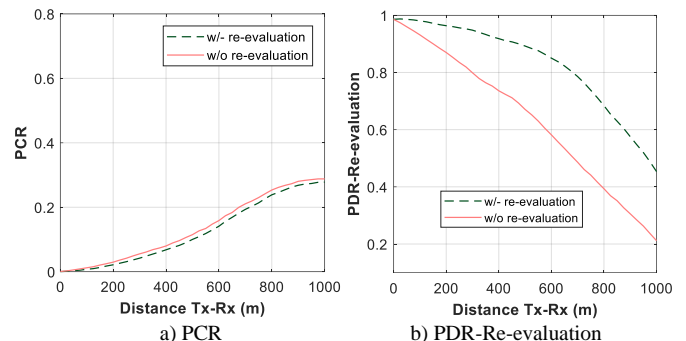 0.8
0.6
0.4
0.2
0
PCR
w/- re-evaluation
w/o re-evaluation
0 200 400 600 800 1000
Distance Tx-Rx (m)
a) PCR
1
0.8
0.6
0.4
0.2
PDR-Re-evaluation
w/- re-evaluation
w/o re-evaluation
0 200 400 600 800 1000
Distance Tx-Rx (m)
b) PDR-Re-evaluation